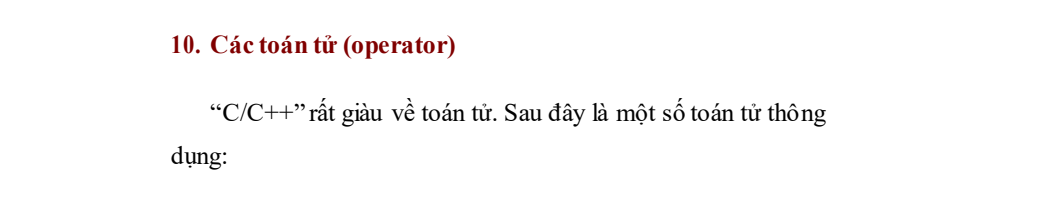 10. Các toán tử (operator)
“C/C++” rất giàu về toán tử. Sau đây là một số toán tử thông
dụng: